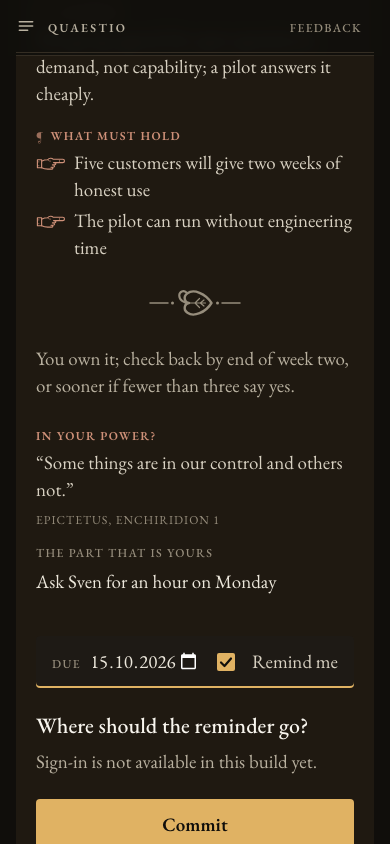 QUAESTIO
FEEDBACK
demand, not capability; a pilot answers it
cheaply.
¶ WHAT MUST HOLD
☞ Five customers will give two weeks of
honest use
☞ The pilot can run without engineering
time
You own it; check back by end of week two,
or sooner if fewer than three say yes.
IN YOUR POWER?
“Some things are in our control and others
not.”
EPICTETUS, ENCHIRIDION 1
THE PART THAT IS YOURS
Ask Sven for an hour on Monday
DUE 15.10.2026 Remind me
Where should the reminder go?
Sign-in is not available in this build yet.
Commit